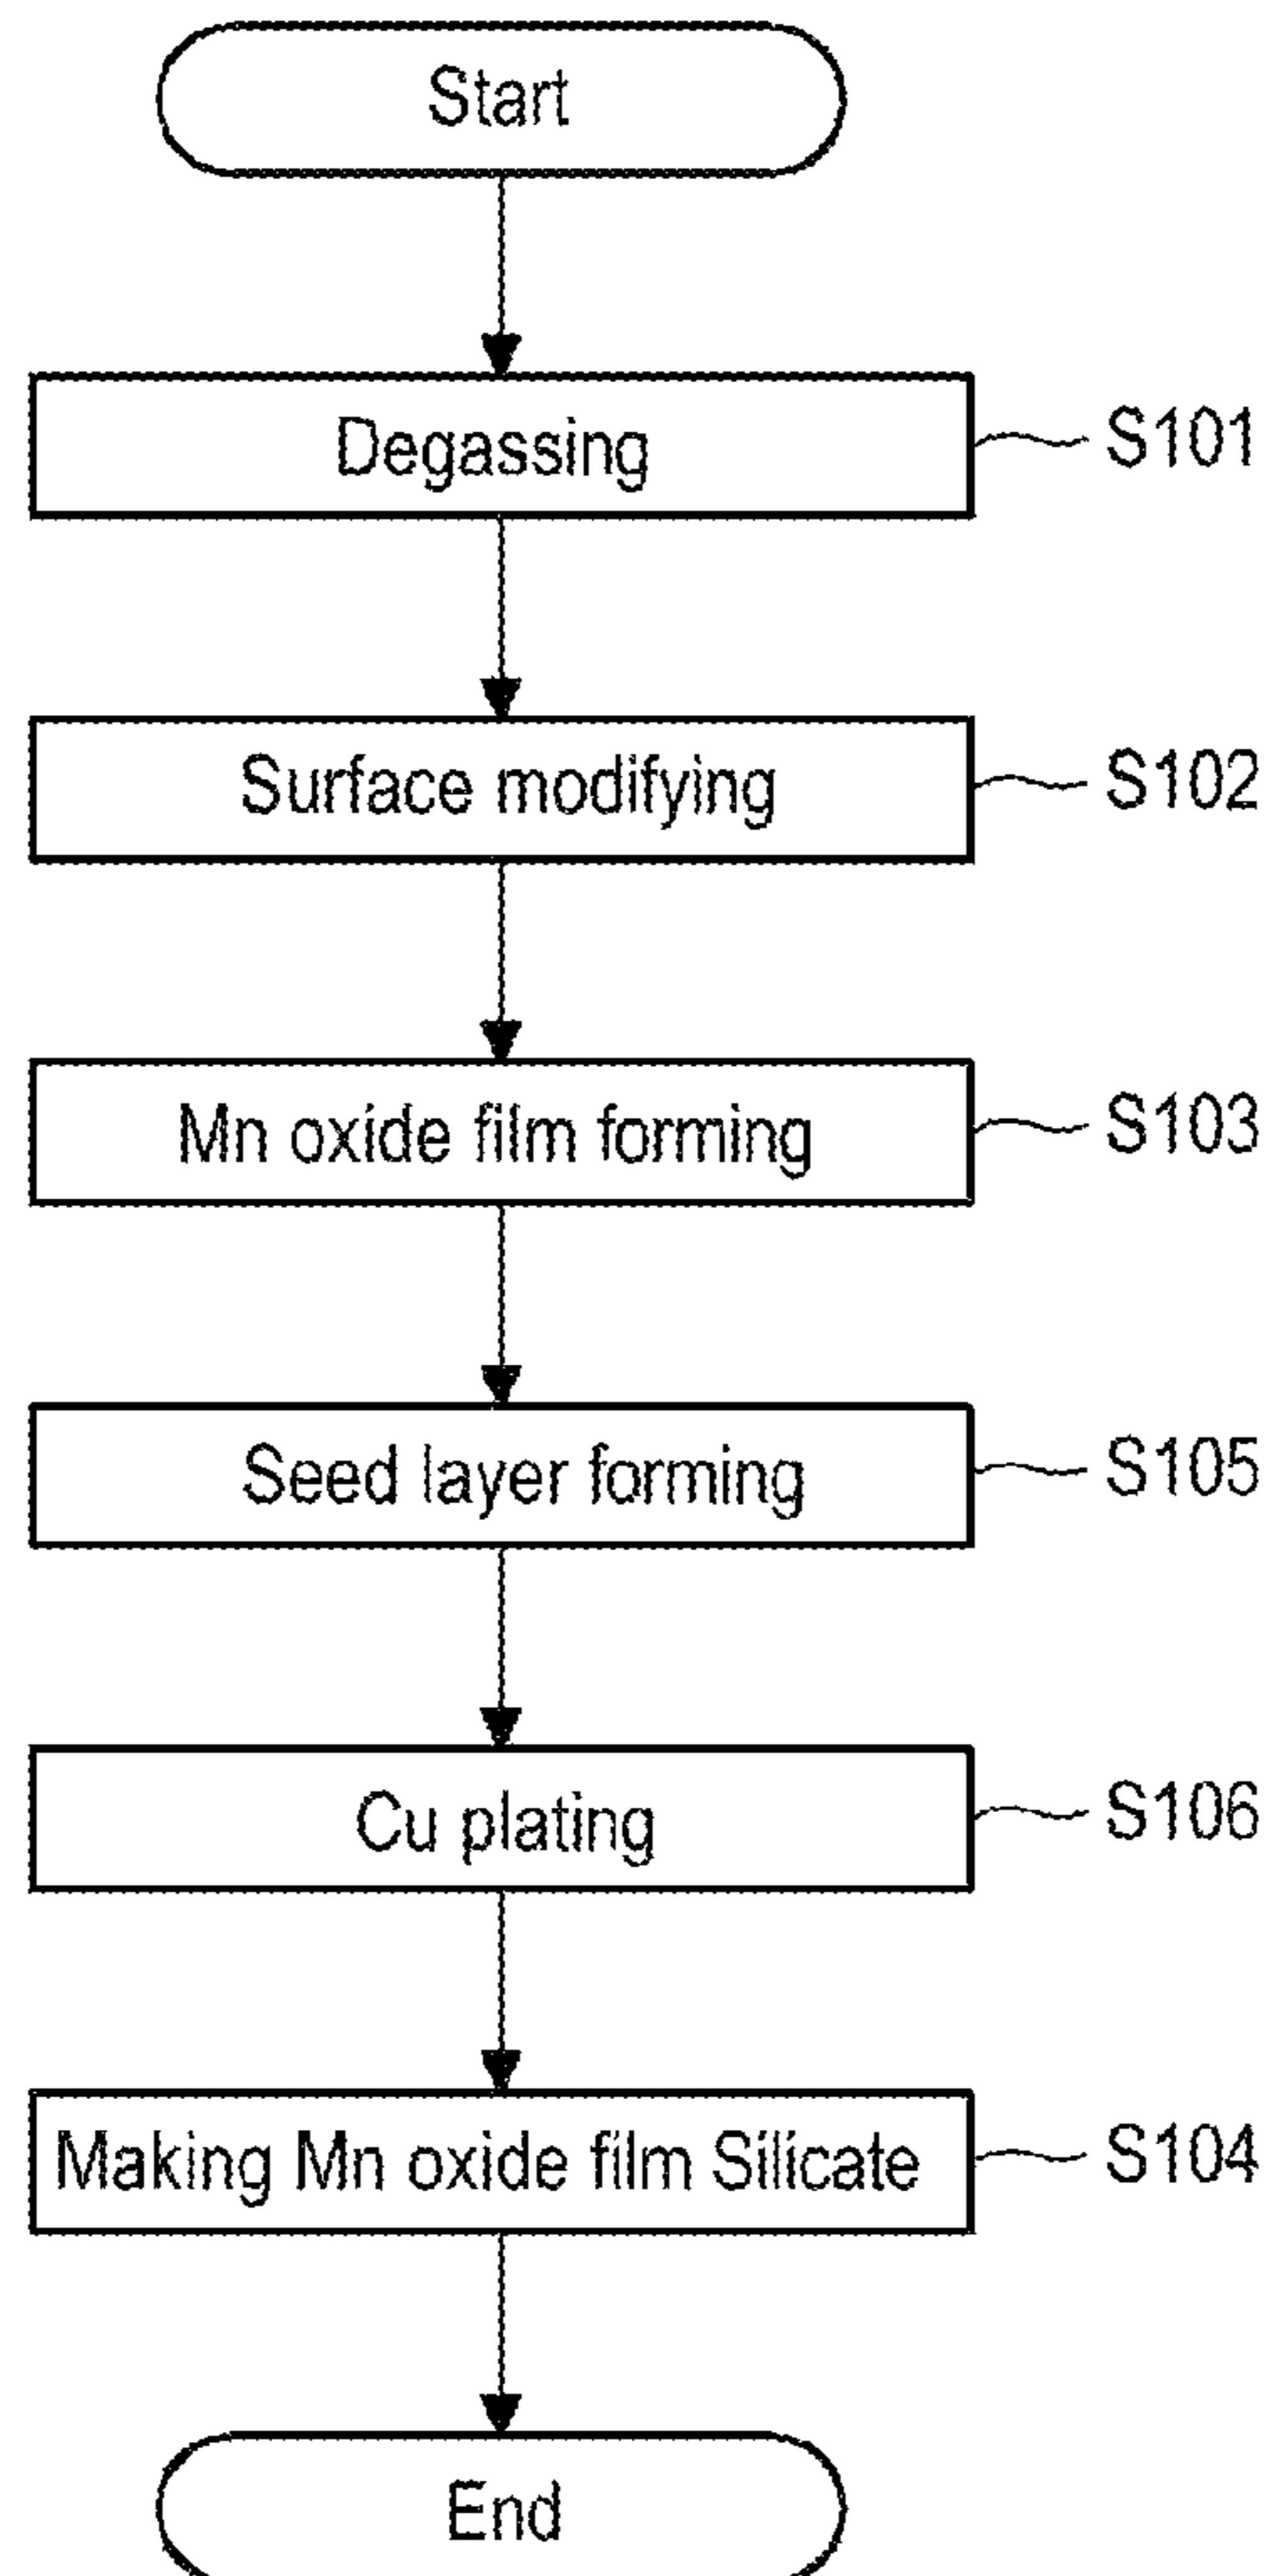 Start
Degassing
S101
Surface modifying
S102
Mn oxide film forming
S103
Seed layer forming
S105
Cu plating
S106
Making Mn oxide film Silicate
S104
End